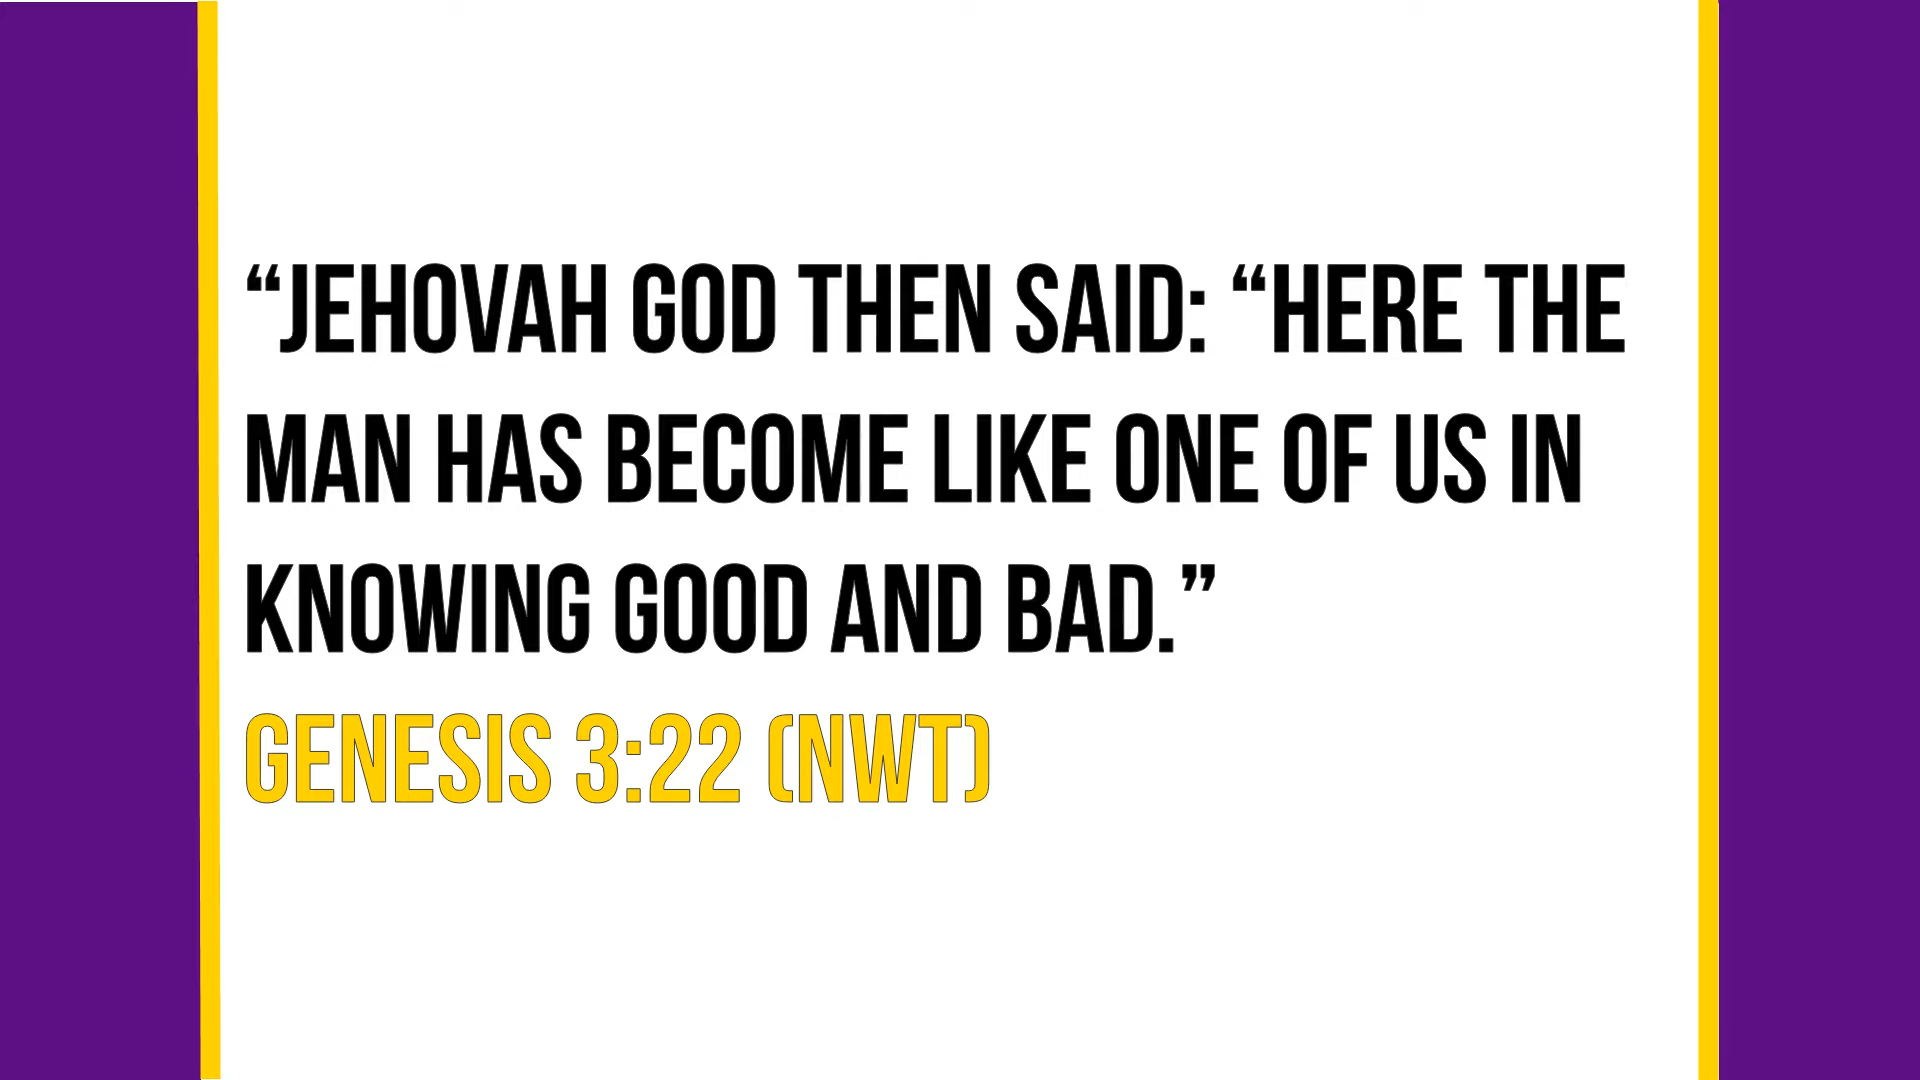 “JEHOVAH GOD THEN SAID: “HERE THE
MAN HAS BECOME LIKE ONE OF US IN
KNOWING GOOD AND BAD.”
GENESIS 3:22 (NWT)